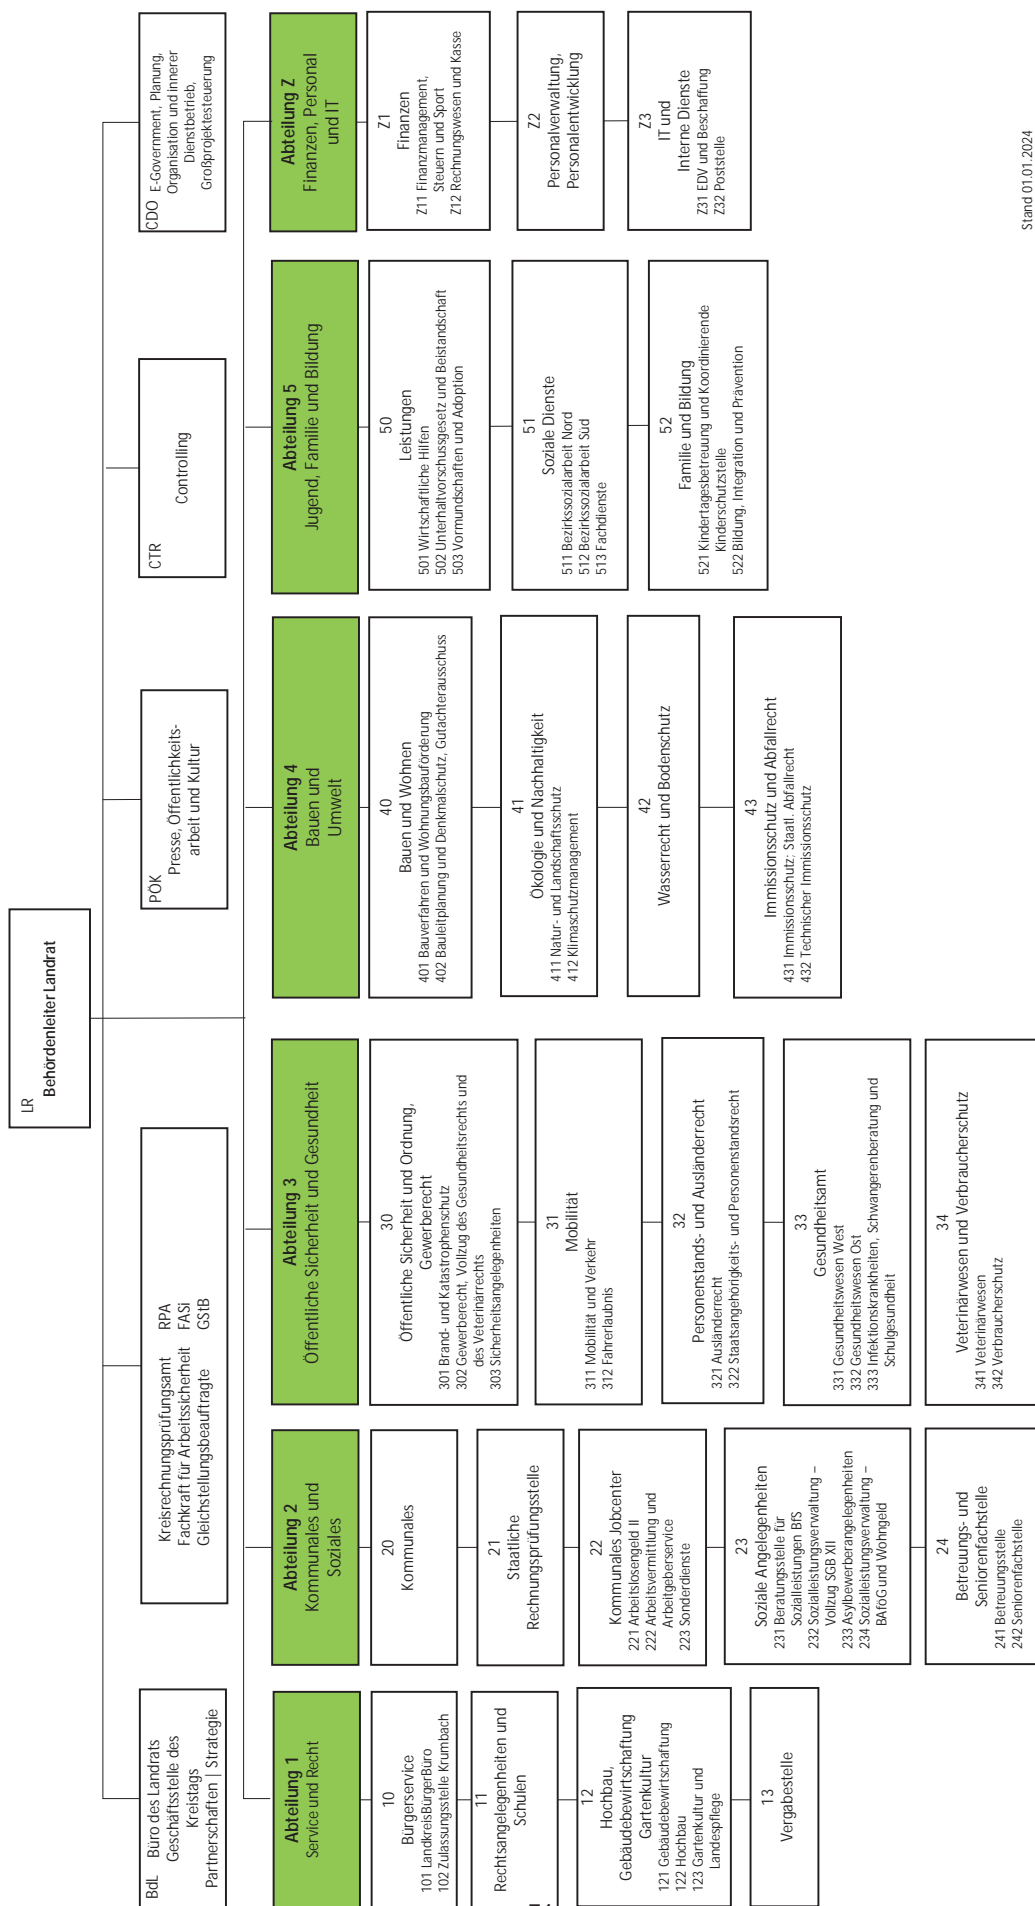 LR
Behördenleiter Landrat
BdL
Büro des Landrats
Geschäftsstelle des
Kreistags
Partnerschaften | Strategie
Kreisrechnungsprüfungsamt RPA
Fachkraft für Arbeitssicherheit FASi
Gleichstellungsbeauftragte GStB
PÖK
Presse, Öffentlichkeits-
arbeit und Kultur
CTR
Controlling
CDO E-Government, Planung,
Organisation und innerer
Dienstbetrieb,
Großprojektesteuerung
Abteilung 1
Service und Recht
10
Bürgerservice
101 LandkreisBürgerBüro
102 Zulassungsstelle Krumbach
11
Rechtsangelegenheiten und
Schulen
12
Hochbau,
Gebäudebewirtschaftung
Gartenkultur
121 Gebäudebewirtschaftung
122 Hochbau
123 Gartenkultur und
Landespflege
13
Vergabestelle
Abteilung 2
Kommunales und
Soziales
20
Kommunales
21
Staatliche
Rechnungsprüfungsstelle
22
Kommunales Jobcenter
221 Arbeitslosengeld II
222 Arbeitsvermittlung und
Arbeitgeberservice
223 Sonderdienste
23
Soziale Angelegenheiten
231 Beratungsstelle für
Sozialleistungen BfS
232 Sozialleistungsverwaltung –
Vollzug SGB XII
233 Asylbewerberangelegenheiten
234 Sozialleistungsverwaltung –
BAföG und Wohngeld
24
Betreuungs- und
Seniorenfachstelle
241 Betreuungsstelle
242 Seniorenfachstelle
Abteilung 3
Öffentliche Sicherheit und Gesundheit
30
Öffentliche Sicherheit und Ordnung,
Gewerberecht
301 Brand- und Katastrophenschutz
302 Gewerberecht, Vollzug des Gesundheitsrechts und
des Veterinärrechts
303 Sicherheitsangelegenheiten
31
Mobilität
311 Mobilität und Verkehr
312 Fahrerlaubnis
32
Personenstands- und Ausländerrecht
321 Ausländerrecht
322 Staatsangehörigkeits- und Personenstandsrecht
33
Gesundheitsamt
331 Gesundheitswesen West
332 Gesundheitswesen Ost
333 Infektionskrankheiten, Schwangerenberatung und
Schulgesundheit
34
Veterinärwesen und Verbraucherschutz
341 Veterinärwesen
342 Verbraucherschutz
Abteilung 4
Bauen und
Umwelt
40
Bauen und Wohnen
401 Bauverfahren und Wohnungsbauförderung
402 Bauleitplanung und Denkmalschutz, Gutachterausschuss
41
Ökologie und Nachhaltigkeit
411 Natur- und Landschaftsschutz
412 Klimaschutzmanagement
42
Wasserrecht und Bodenschutz
43
Immissionsschutz und Abfallrecht
431 Immissionsschutz; Staatl. Abfallrecht
432 Technischer Immissionsschutz
Abteilung 5
Jugend, Familie und Bildung
50
Leistungen
501 Wirtschaftliche Hilfen
502 Unterhaltvorschussgesetz und Beistandschaft
503 Vormundschaften und Adoption
51
Soziale Dienste
511 Bezirkssozialarbeit Nord
512 Bezirkssozialarbeit Süd
513 Fachdienste
52
Familie und Bildung
521 Kindertagesbetreuung und Koordinierende
Kinderschutzstelle
522 Bildung, Integration und Prävention
Abteilung Z
Finanzen, Personal
und IT
Z1
Finanzen
Z11 Finanzmanagement,
Steuern und Sport
Z12 Rechnungswesen und Kasse
Z2
Personalverwaltung,
Personalentwicklung
Z3
IT und
Interne Dienste
Z31 EDV und Beschaffung
Z32 Poststelle
Stand 01.01.2024